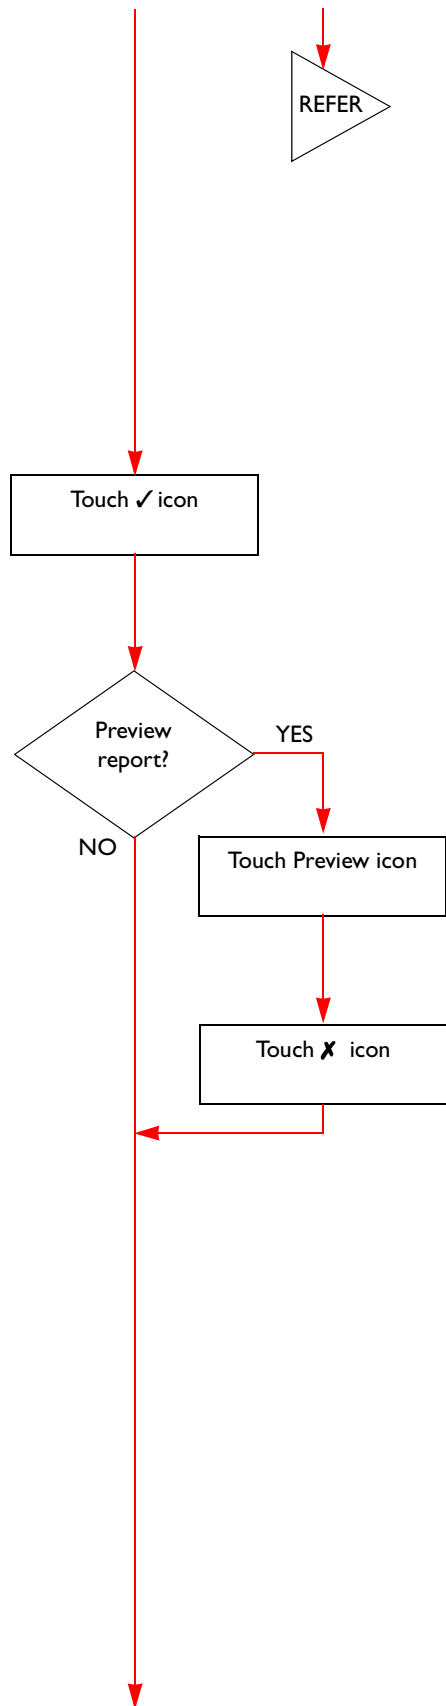 REFER
Touch ✓ icon
Preview
report?
YES
NO
Touch Preview icon
Touch ✗ icon